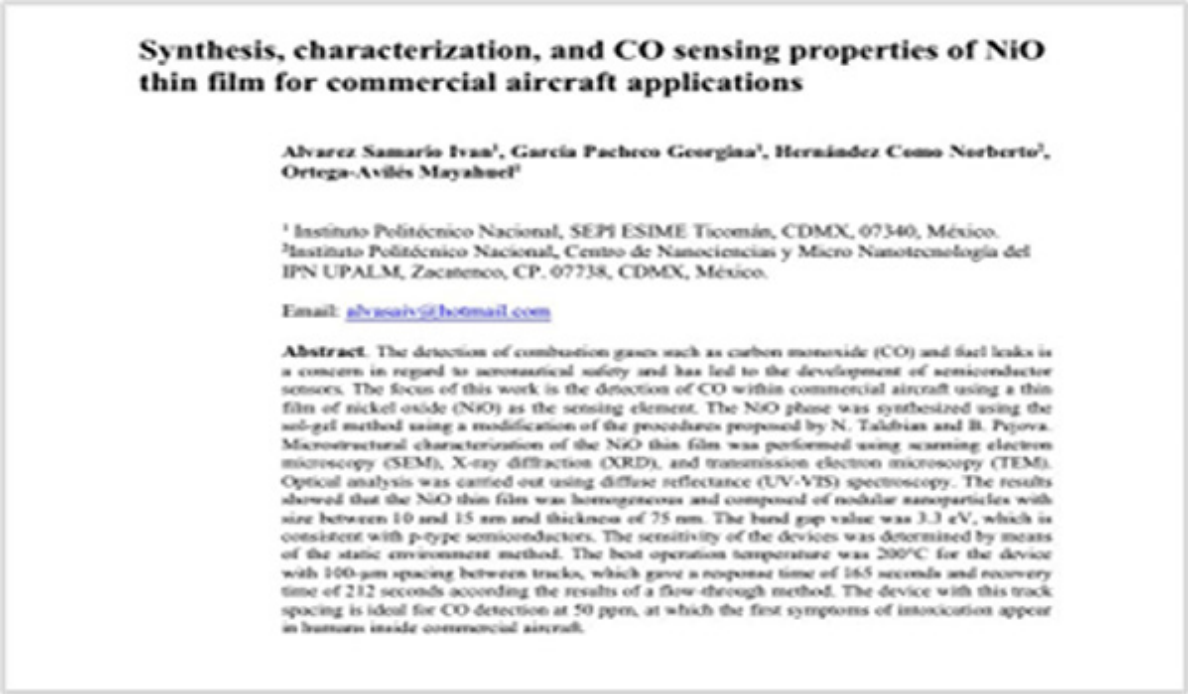 Synthesis, characterization, and CO sensing properties of NiO
thin film for commercial aircraft applications
Alvarez Samario Ivan¹, García Pacheco Georgina¹, Hernández Como Norberto²,
Ortega-Avilés Mayahuel²
¹ Instituto Politécnico Nacional, SEPI ESIME Ticomán, CDMX, 07340, México.
²Instituto Politécnico Nacional, Centro de Nanociencias y Micro Nanotecnología del
IPN UPALM, Zacatenco, CP. 07738, CDMX, México.
Email: alvasaiv@hotmail.com
Abstract. The detection of combustion gases such as carbon monoxide (CO) and fuel leaks is
a concern in regard to aeronautical safety and has led to the development of semiconductor
sensors. The focus of this work is the detection of CO within commercial aircraft using a thin
film of nickel oxide (NiO) as the sensing element. The NiO phase was synthesized using the
sol-gel method using a modification of the procedures proposed by N. and B.
Microstructural characterization of the NiO thin film was performed using scanning electron
microscopy (SEM), X-ray diffraction (XRD), and transmission electron microscopy (TEM).
Optical analysis was carried out using diffuse reflectance (UV-VIS) spectroscopy. The results
showed that the NiO thin film was homogeneous and composed of nodular nanoparticles with
size between 10 and 15 nm and thickness of 75 nm. The band gap value was 3.3 eV, which is
consistent with p-type semiconductors. The sensitivity of the devices was determined by means
of the static environment method. The best operation temperature was 200°C for the device
with 100-μm spacing between tracks, which gave a response time of 165 seconds and recovery
time of 212 seconds according the results of a flow-through method. The device with this track
spacing is ideal for CO detection at 50 ppm, at which the first symptoms of intoxication appear
in humans inside commercial aircraft.